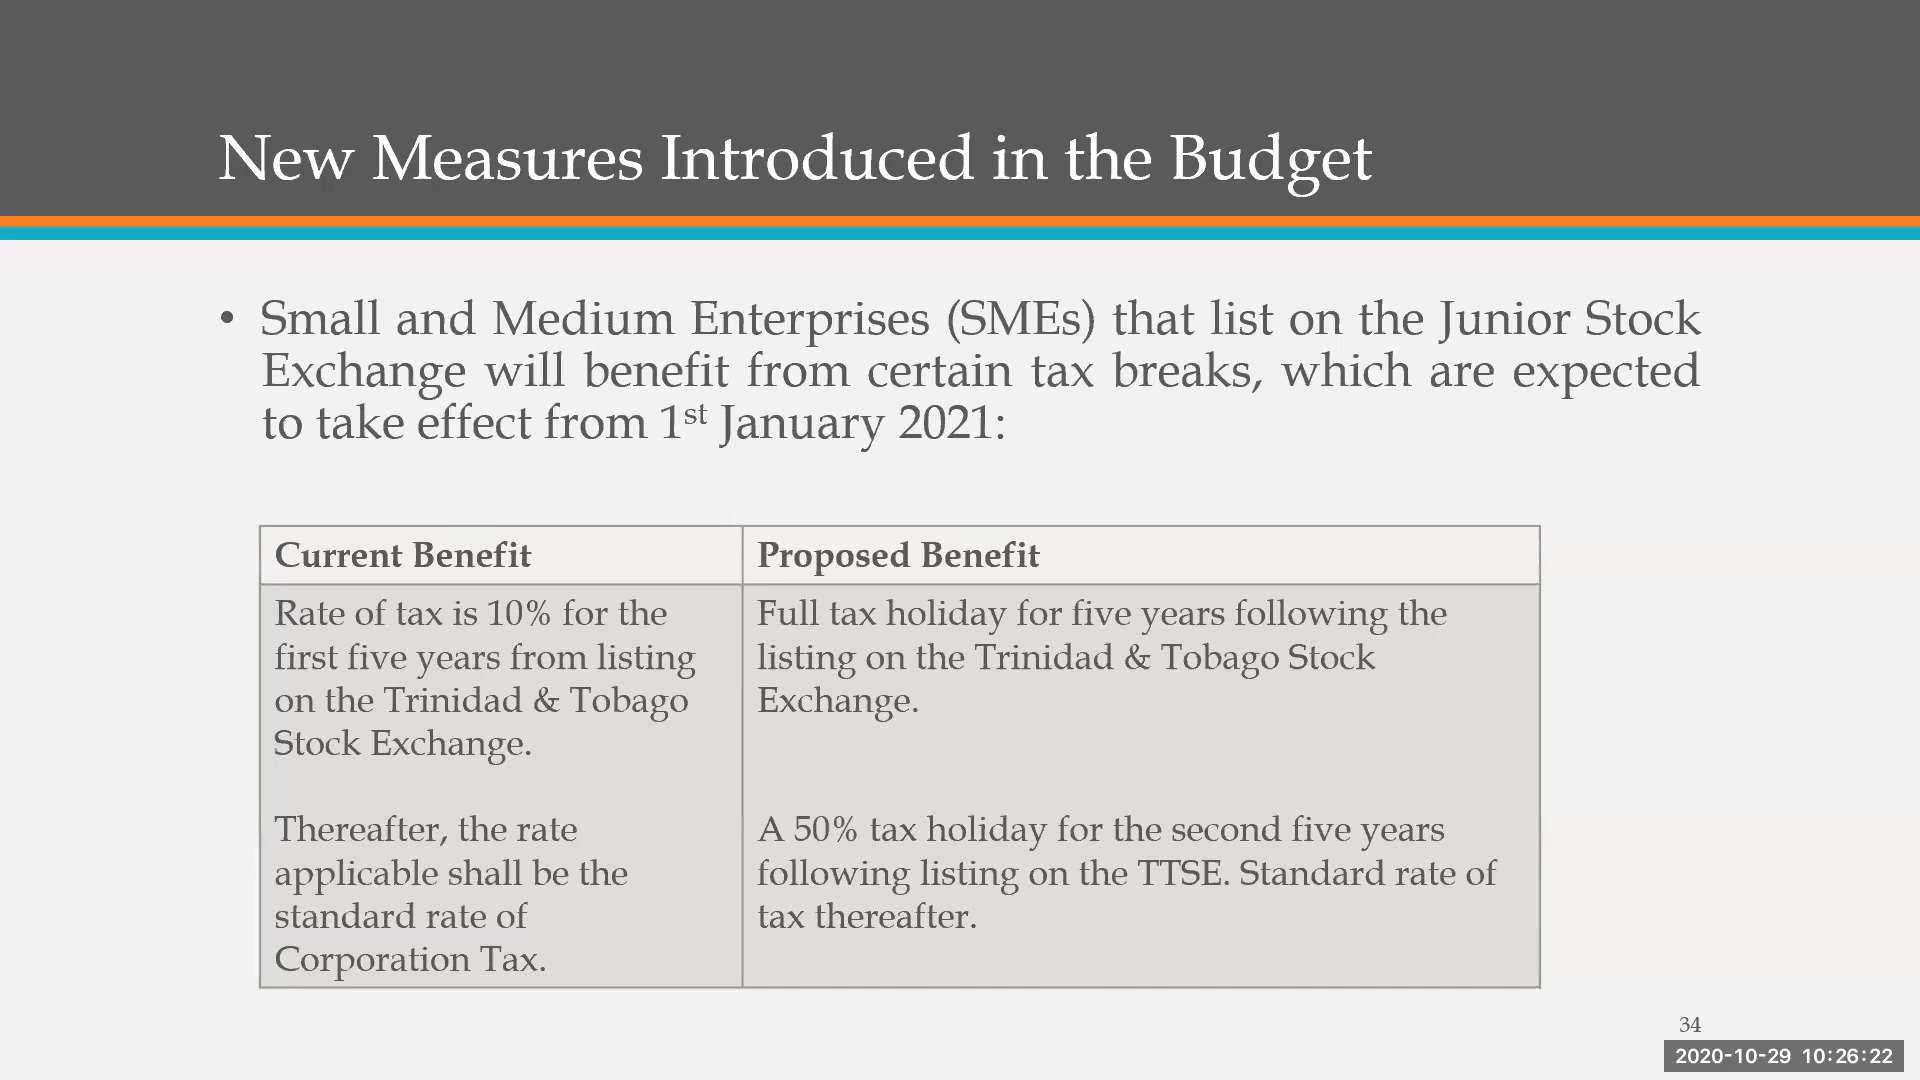 New Measures Introduced in the Budget
• Small and Medium Enterprises (SMEs) that list on the Junior Stock
Exchange will benefit from certain tax breaks, which are expected
to take effect from 1st January 2021:
Current Benefit
Rate of tax is 10% for the
first five years from listing
on the Trinidad & Tobago
Stock Exchange.
Thereafter, the rate
applicable shall be the
standard rate of
Corporation Tax.
Proposed Benefit
Full tax holiday for five years following the
listing on the Trinidad & Tobago Stock
Exchange.
A 50% tax holiday for the second five years
following listing on the TTSE. Standard rate of
tax thereafter.
34
2020-10-29 10:26:22